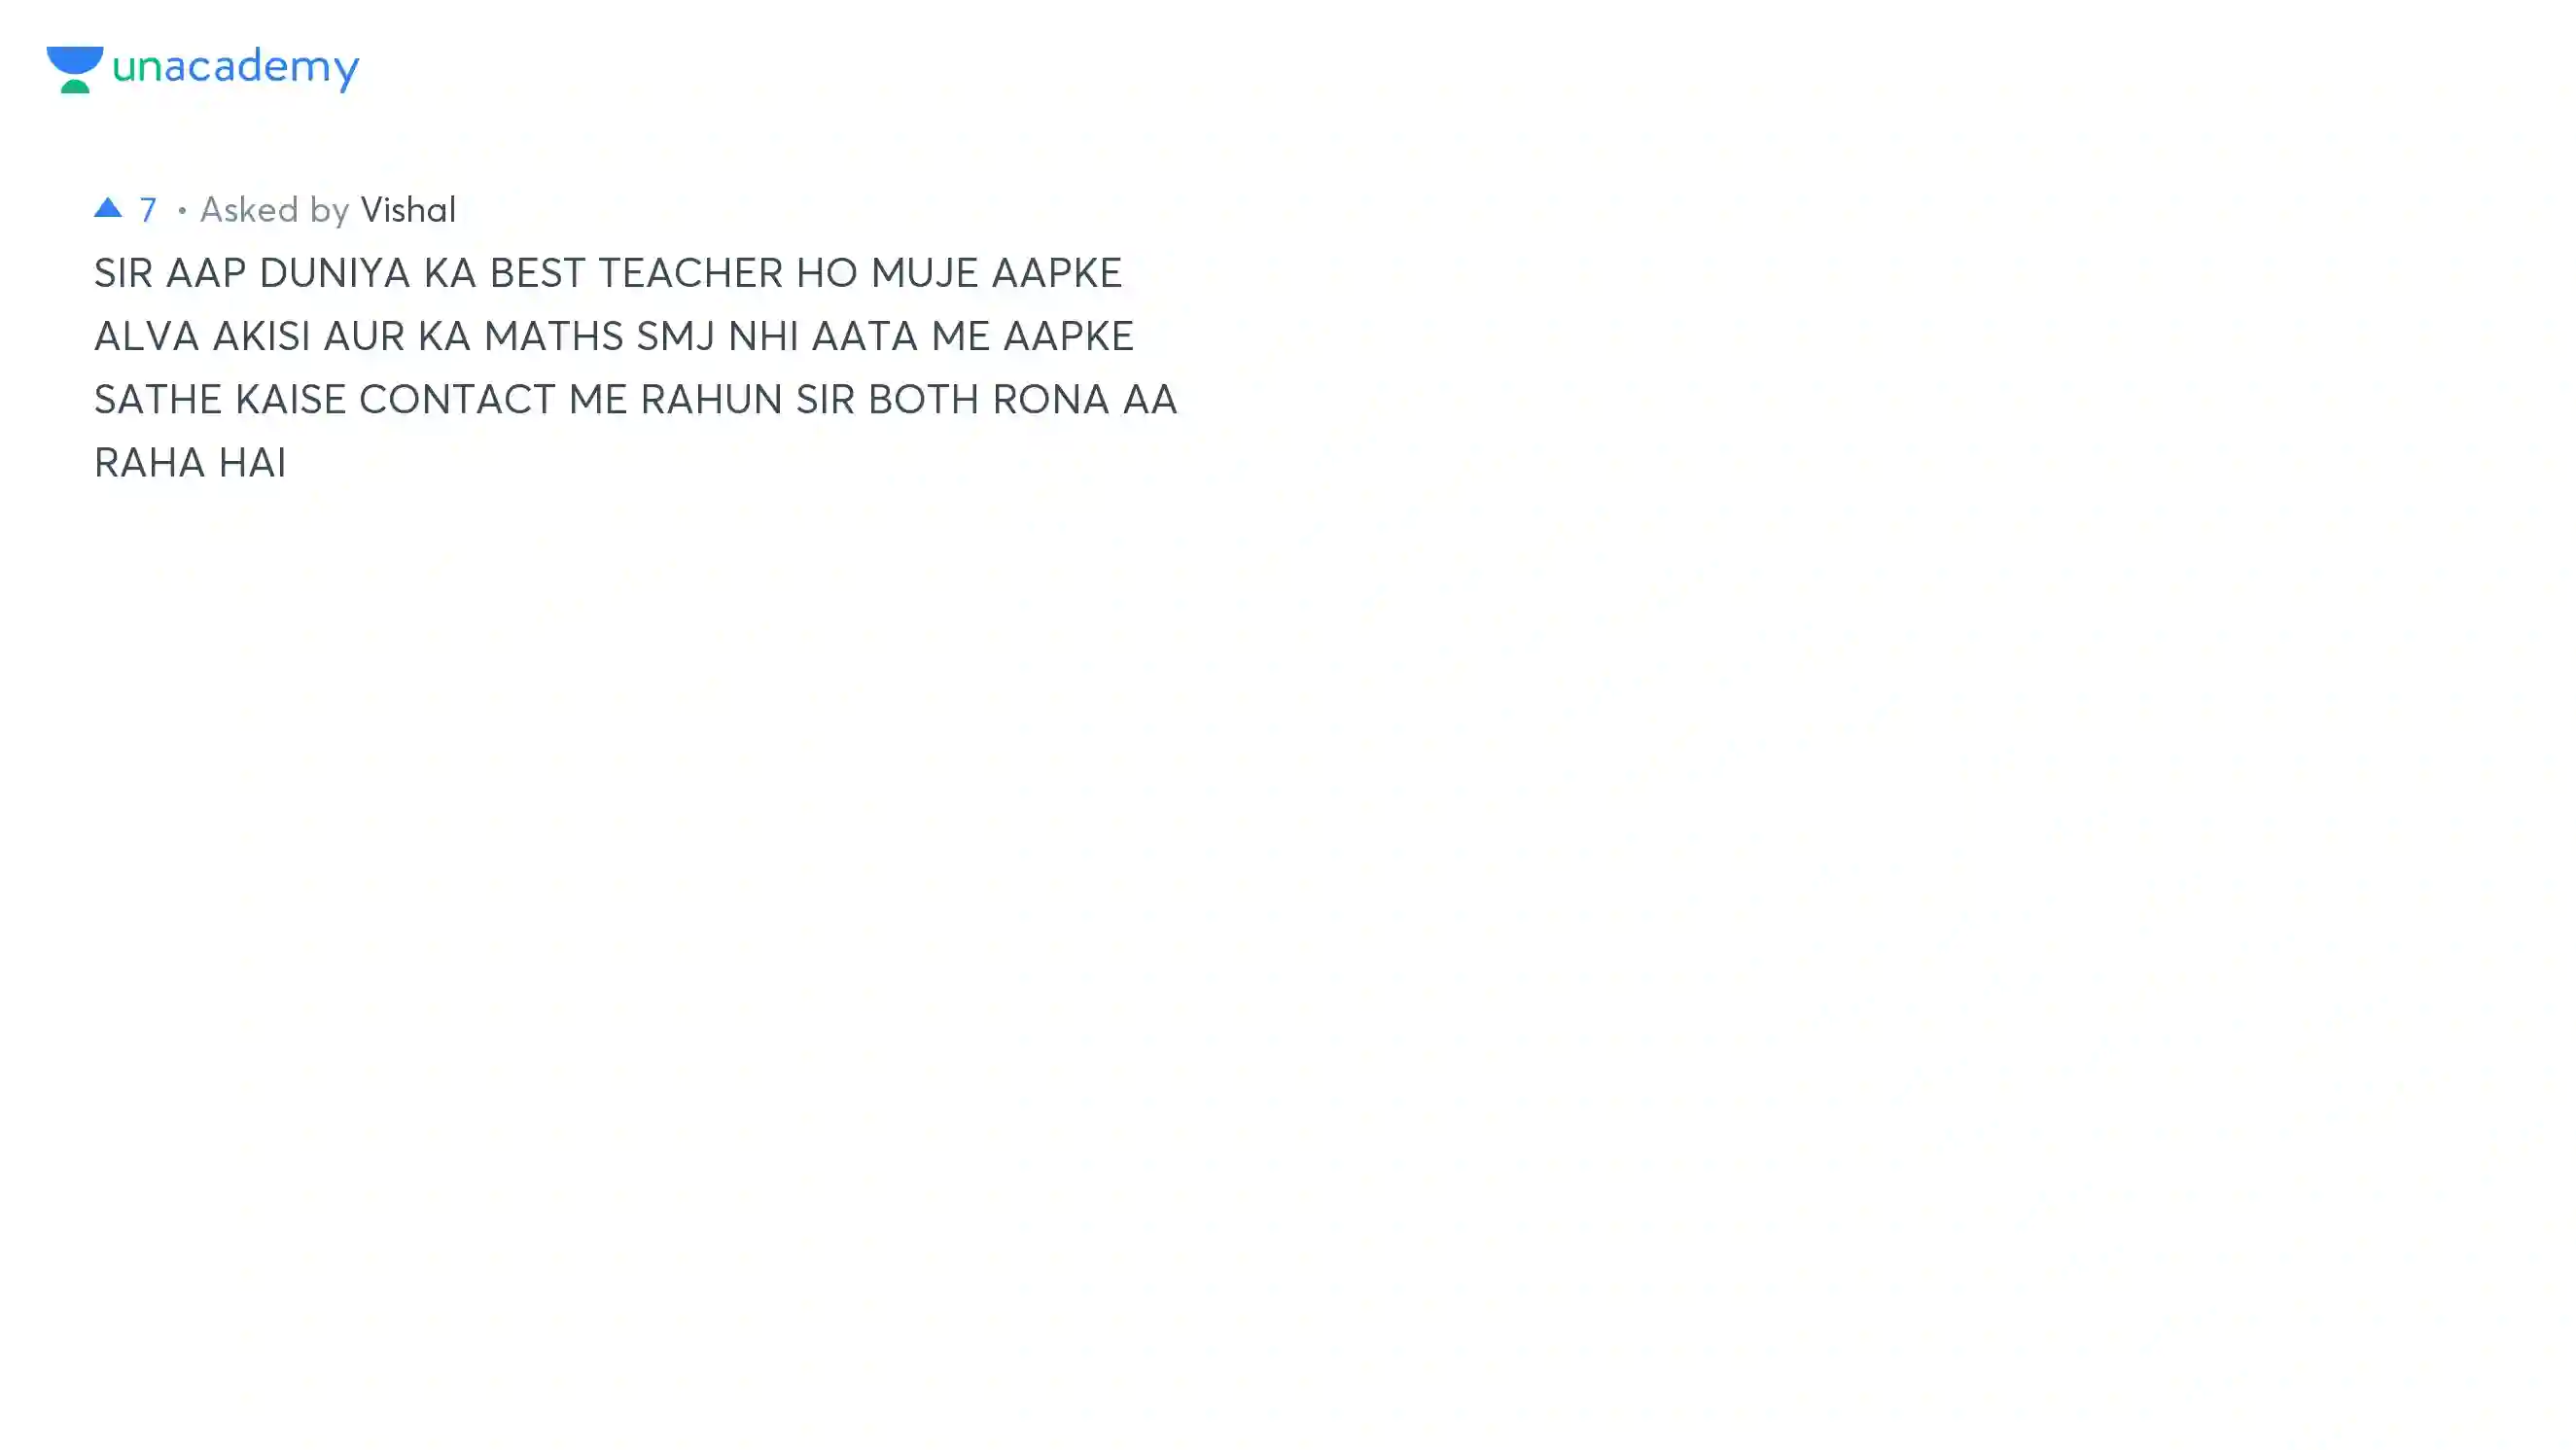 unacademy
7 • Asked by Vishal
SIR AAP DUNIYA KA BEST TEACHER HO MUJE AAPKE
ALVA AKISI AUR KA MATHS SMJ NHI AATA ME AAPKE
SATHE KAISE CONTACT ME RAHUN SIR BOTH RONA AA
RAHA HAI